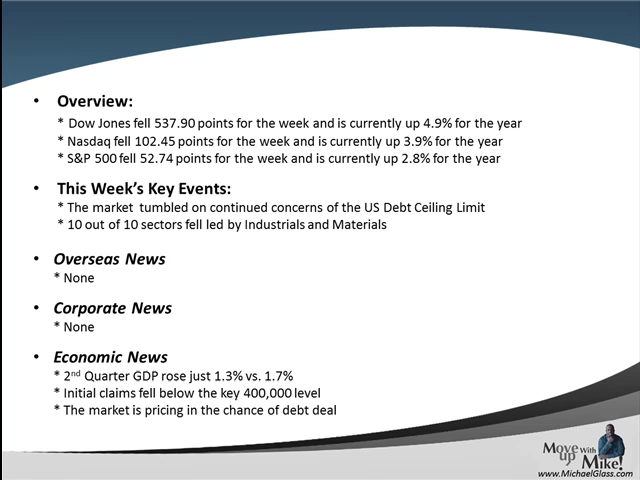 • Overview:
* Dow Jones fell 537.90 points for the week and is currently up 4.9% for the year
* Nasdaq fell 102.45 points for the week and is currently up 3.9% for the year
* S&P 500 fell 52.74 points for the week and is currently up 2.8% for the year
• This Week's Key Events:
* The market tumbled on continued concerns of the US Debt Ceiling Limit
* 10 out of 10 sectors fell led by Industrials and Materials
• Overseas News
* None
• Corporate News
* None
• Economic News
* 2nd Quarter GDP rose just 1.3% vs. 1.7%
* Initial claims fell below the key 400,000 level
* The market is pricing in the chance of debt deal
Move up With Mike!
www.MichaelGlass.com